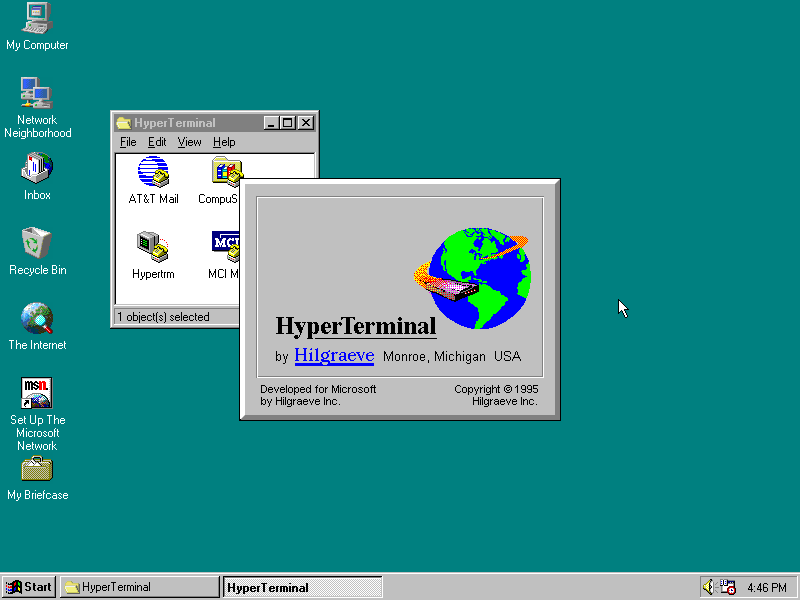 My Computer
Network
Neighborhood
Inbox
Recycle Bin
The Internet
msn
Set Up The
Microsoft
Network
My Briefcase
HyperTerminal
File Edit View Help
AT&T Mail
CompuS
Hypertrm
MCI
MCI M
1 object(s) selected
HyperTerminal
by Hilgraeve Monroe, Michigan USA
Developed for Microsoft
by Hilgraeve Inc.
Copyright © 1995
Hilgraeve Inc.
Start
HyperTerminal
HyperTerminal
4:46 PM